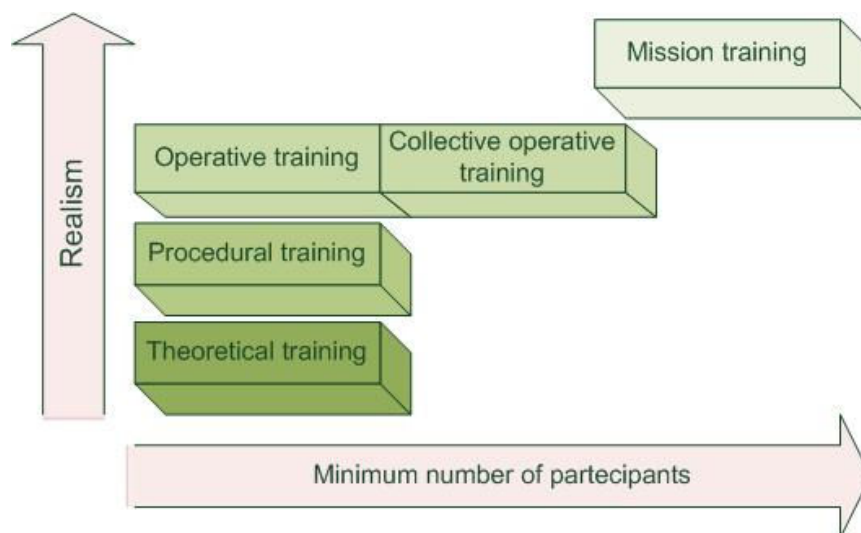 Mission training
Operative training
Collective operative
training
Procedural training
Theoretical training
Realism
Minimum number of partecipants